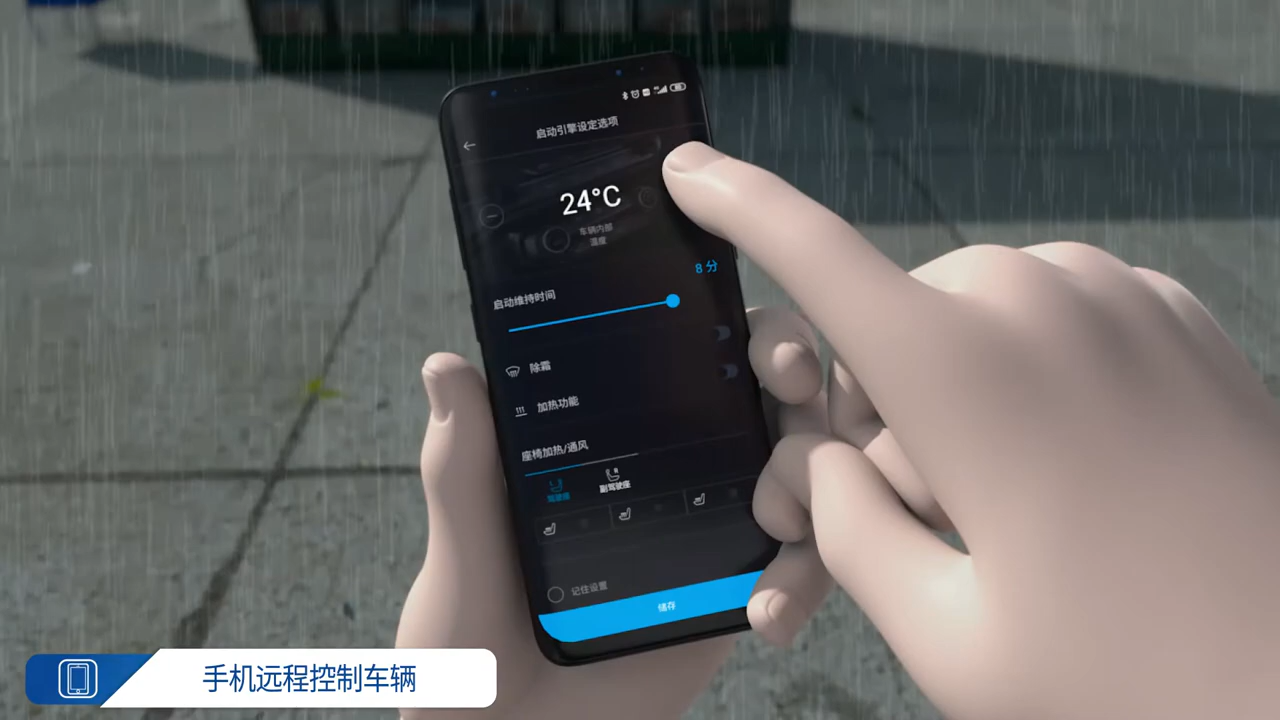 启动引擎设定选项
24°C
车辆内部
温度
8 分
启动维持时间
除霜
加热功能
座椅加热/通风
驾驶座
副驾驶座
记住设置
储存
手机远程控制车辆